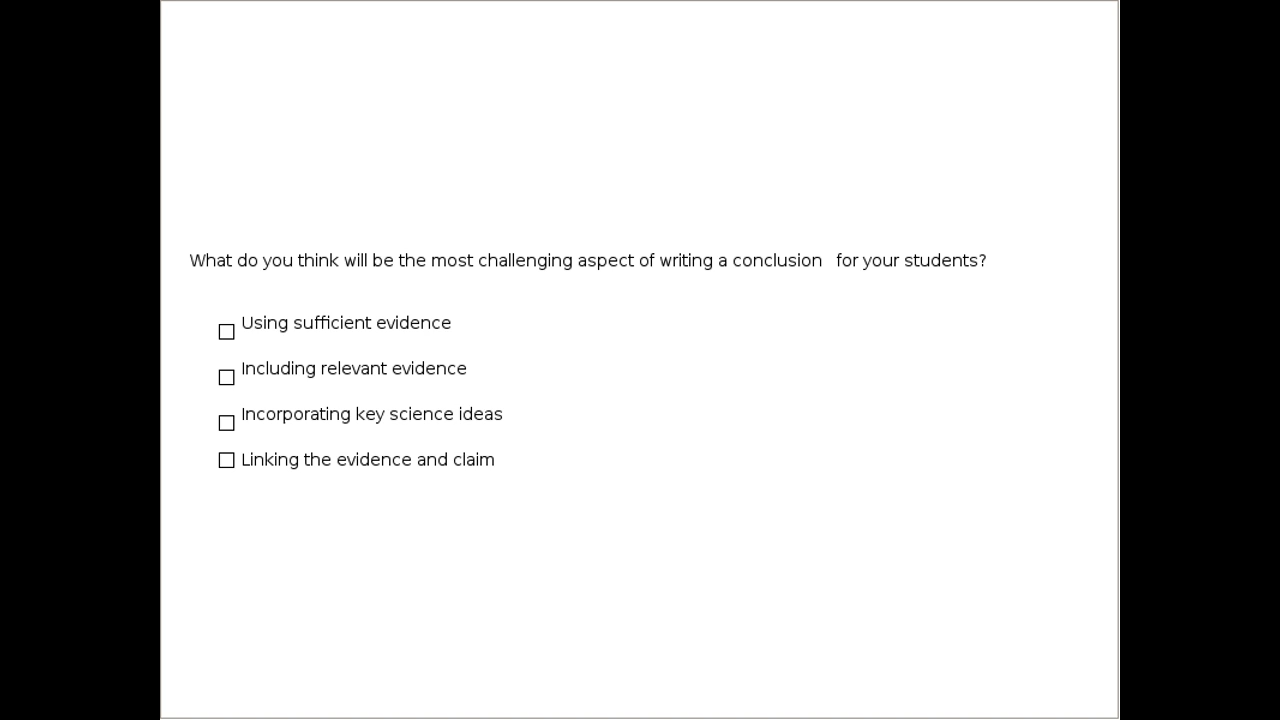 What do you think will be the most challenging aspect of writing a conclusion for your students?
Using sufficient evidence
Including relevant evidence
Incorporating key science ideas
Linking the evidence and claim